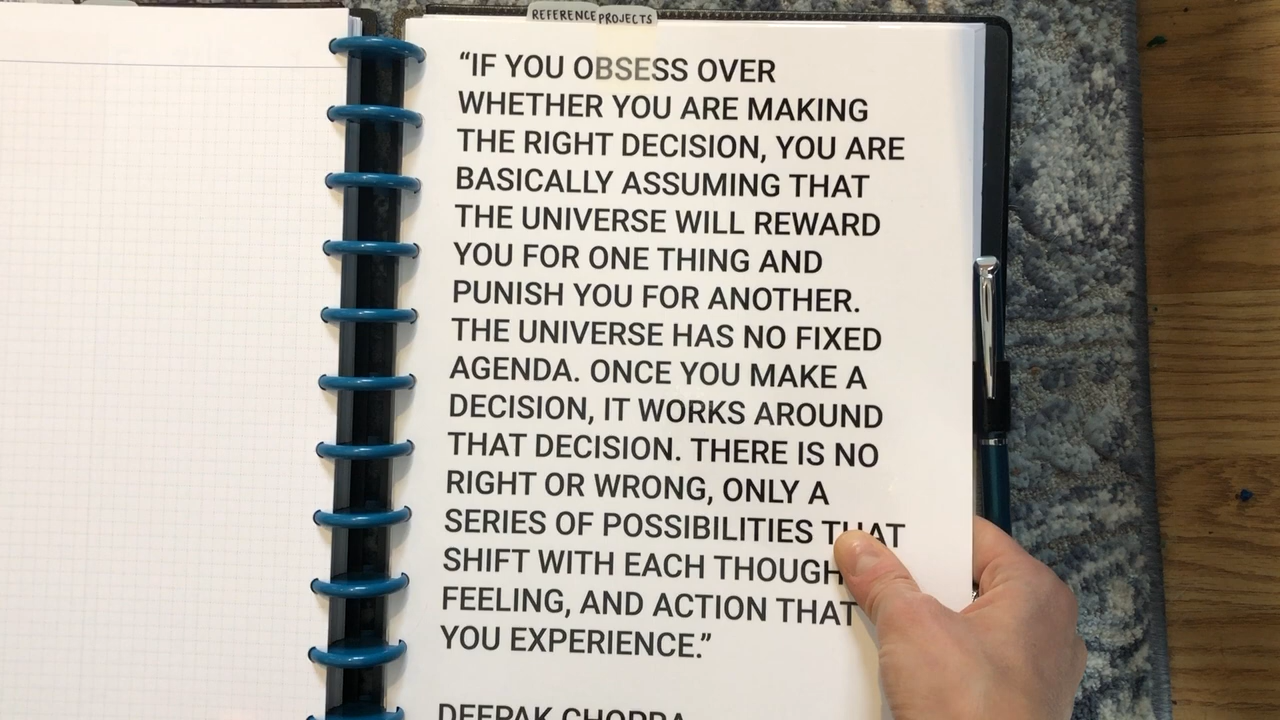 REFERENCE PROJECTS
“IF YOU OBSESS OVER
WHETHER YOU ARE MAKING
THE RIGHT DECISION, YOU ARE
BASICALLY ASSUMING THAT
THE UNIVERSE WILL REWARD
YOU FOR ONE THING AND
PUNISH YOU FOR ANOTHER.
THE UNIVERSE HAS NO FIXED
AGENDA. ONCE YOU MAKE A
DECISION, IT WORKS AROUND
THAT DECISION. THERE IS NO
RIGHT OR WRONG, ONLY A
SERIES OF POSSIBILITIES THAT
SHIFT WITH EACH THOUGH
FEELING, AND ACTION THAT
YOU EXPERIENCE.”
DEEPAK CHOPRA